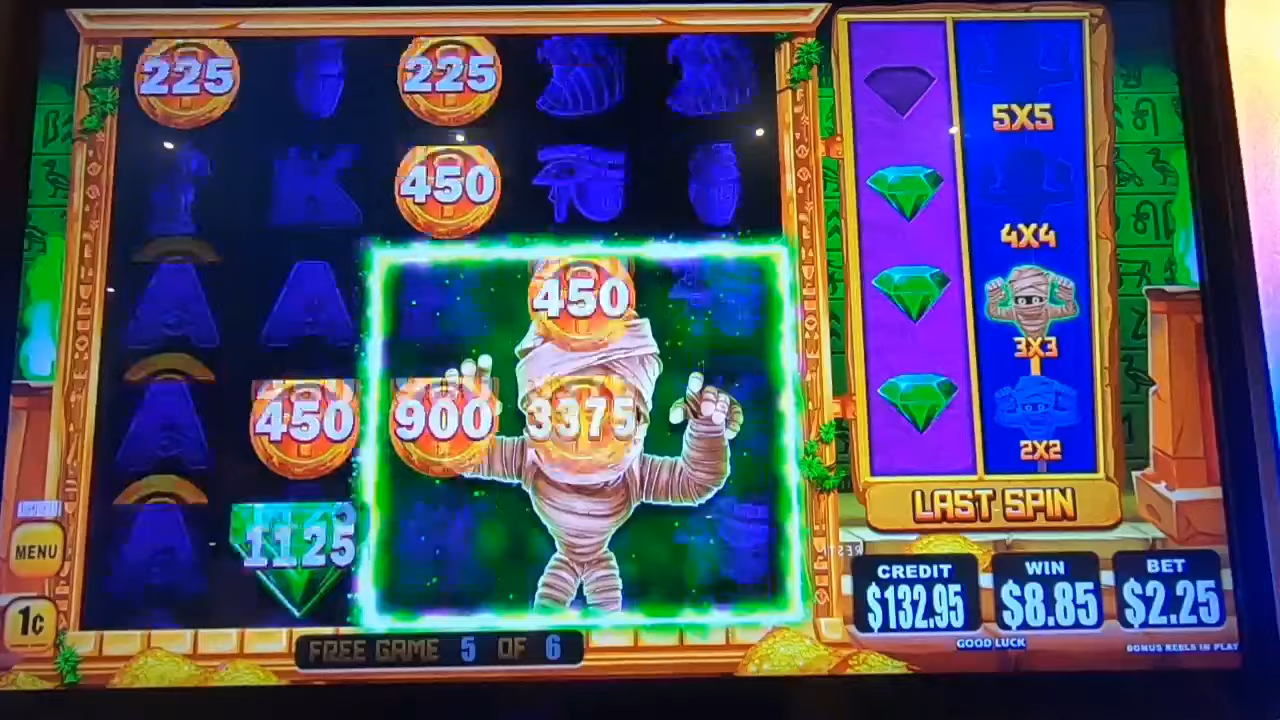 225
225
450
450
450
900
3375
1125
5X5
4X4
3X3
2X2
LAST SPIN
MENU
1¢
CREDIT
$132.95
WIN
$8.85
BET
$2.25
GOOD LUCK
BONUS REELS IN PLAY
FREE GAME 5 OF 6